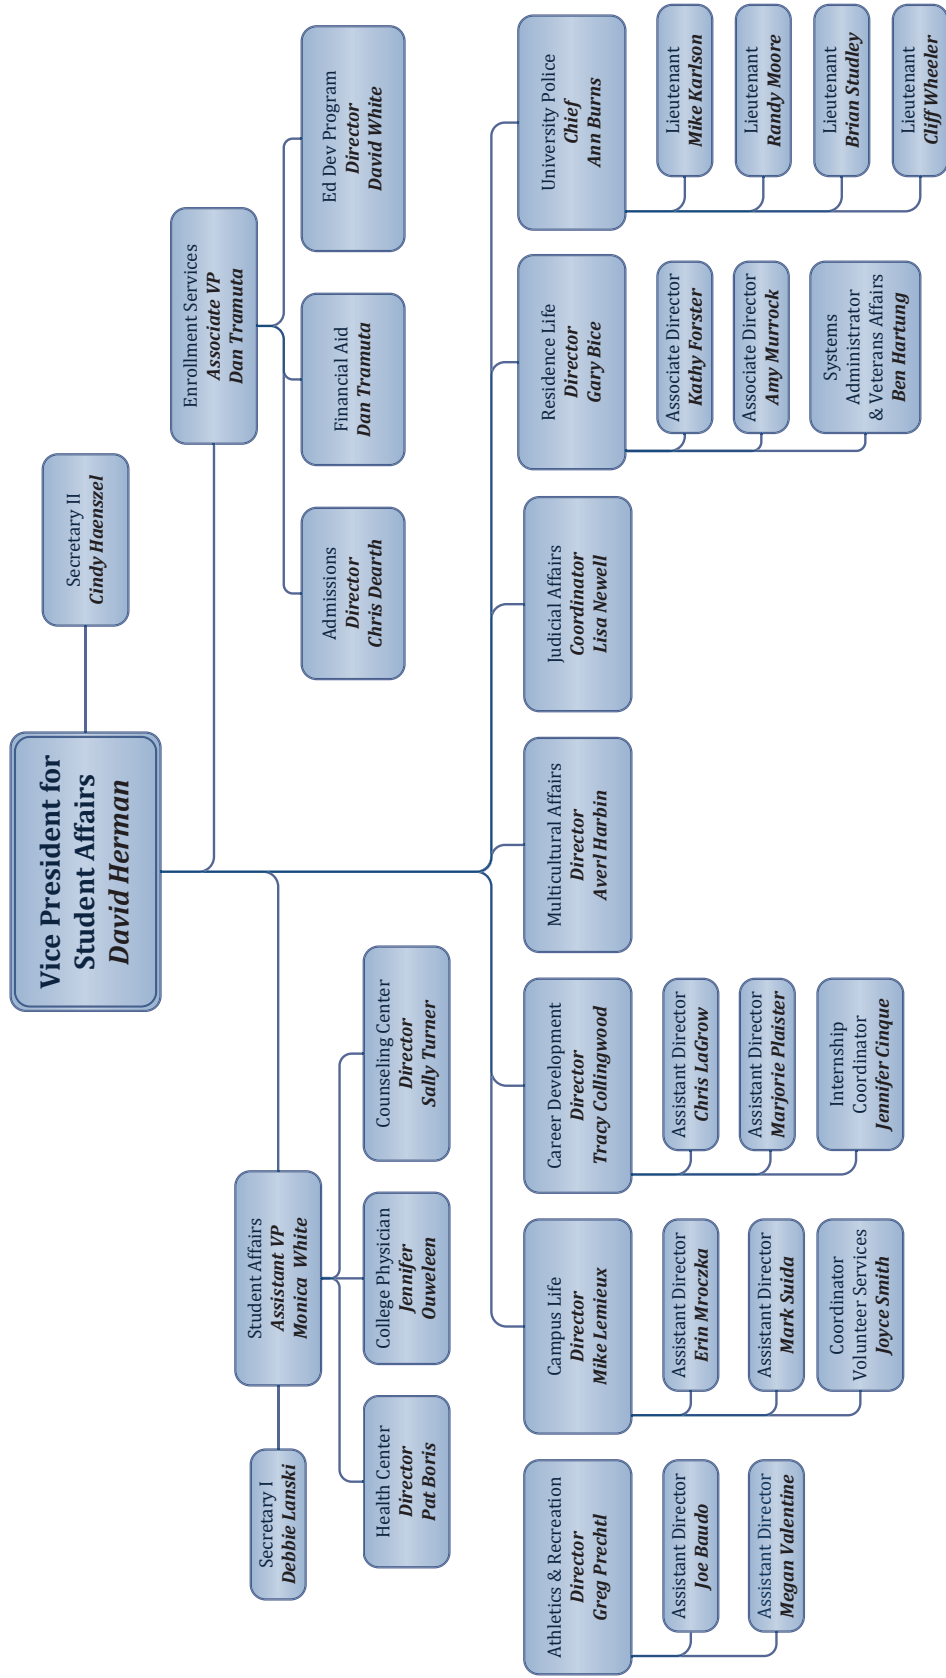 Vice President for
Student Affairs
David Herman
Secretary II
Cindy Haenszel
Enrollment Services
Associate VP
Dan Tramuta
Admissions
Director
Chris Dearth
Financial Aid
Dan Tramuta
Ed Dev Program
Director
David White
Secretary I
Debbie Lanski
Student Affairs
Assistant VP
Monica White
Health Center
Director
Pat Boris
College Physician
Jennifer
Ouweleen
Counseling Center
Director
Sally Turner
Athletics & Recreation
Director
Greg Prechtl
Assistant Director
Joe Baudo
Assistant Director
Megan Valentine
Campus Life
Director
Mike Lemieux
Assistant Director
Erin Mroczka
Assistant Director
Mark Suida
Coordinator
Volunteer Services
Joyce Smith
Career Development
Director
Tracy Collingwood
Assistant Director
Chris LaGrow
Assistant Director
Marjorie Plaister
Internship
Coordinator
Jennifer Cinque
Multicultural Affairs
Director
Averl Harbin
Judicial Affairs
Coordinator
Lisa Newell
Residence Life
Director
Gary Bice
Associate Director
Kathy Forster
Associate Director
Amy Murrock
Systems
Administrator
& Veterans Affairs
Ben Hartung
University Police
Chief
Ann Burns
Lieutenant
Mike Karlson
Lieutenant
Randy Moore
Lieutenant
Brian Studley
Lieutenant
Cliff Wheeler